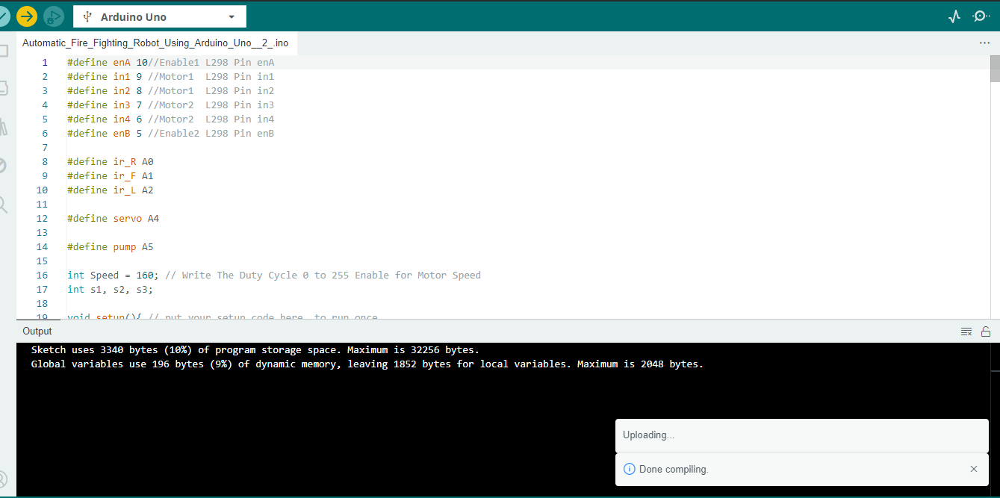 Arduino Uno
Automatic_Fire_Fighting_Robot_Using_Arduino_Uno__2_.ino
1 #define enA 10//Enable1 L298 Pin enA
2 #define in1 9 //Motor1  L298 Pin in1
3 #define in2 8 //Motor1  L298 Pin in2
4 #define in3 7 //Motor2  L298 Pin in3
5 #define in4 6 //Motor2  L298 Pin in4
6 #define enB 5 //Enable2 L298 Pin enB
7
8 #define ir_R A0
9 #define ir_F A1
10 #define ir_L A2
11
12 #define servo A4
13
14 #define pump A5
15
16 int Speed = 160; // Write The Duty Cycle 0 to 255 Enable for Motor Speed
17 int s1, s2, s3;
18
19 void setup(){ // put your setup code here, to run once
Output
Sketch uses 3340 bytes (10%) of program storage space. Maximum is 32256 bytes.
Global variables use 196 bytes (9%) of dynamic memory, leaving 1852 bytes for local variables. Maximum is 2048 bytes.
Uploading...
Done compiling.